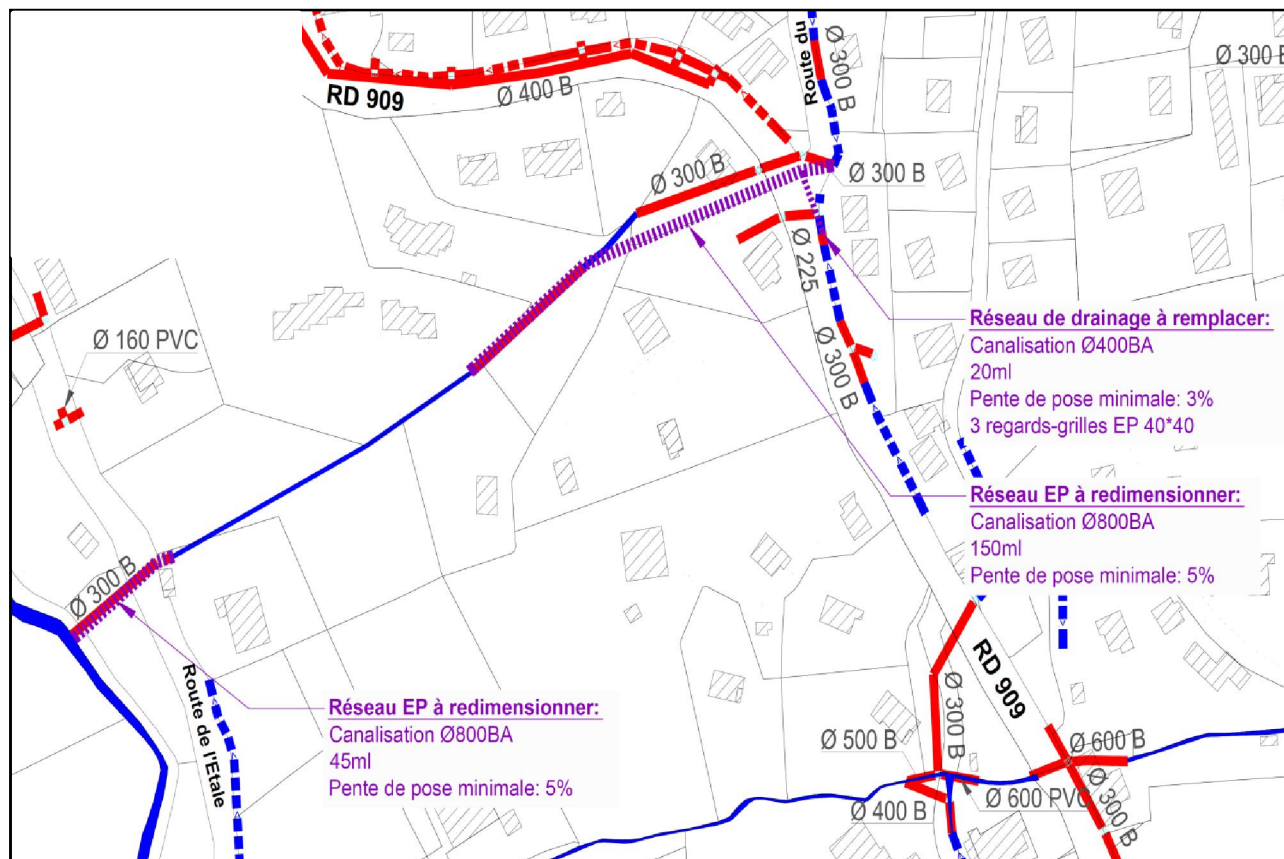 Route du
Ø 300 B
Ø 300 B
RD 909
Ø 400 B
Ø 300 B
Ø 300 B
Ø 225
Ø 160 PVC
Réseau de drainage à remplacer:
Canalisation Ø400BA
20ml
Pente de pose minimale: 3%
3 regards-grilles EP 40*40
Ø 300 B
Réseau EP à redimensionner:
Canalisation Ø800BA
150ml
Pente de pose minimale: 5%
Ø 300 B
Route de l'Etale
Réseau EP à redimensionner:
Canalisation Ø800BA
45ml
Pente de pose minimale: 5%
RD 909
Ø 300 B
Ø 500 B
Ø 600 B
Ø 600 PVC
Ø 400 B
Ø 300 B